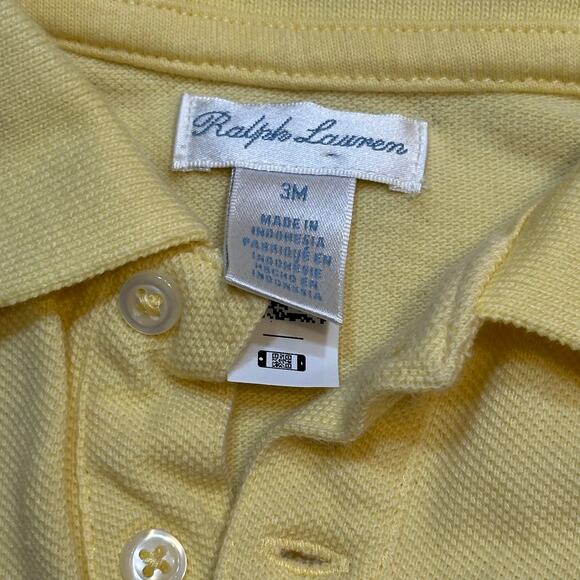 Ralph Lauren
3M
MADE IN
INDONESIA
FABRIQUÉ EN
INDONÉSIE
HECHO EN
INDONESIA